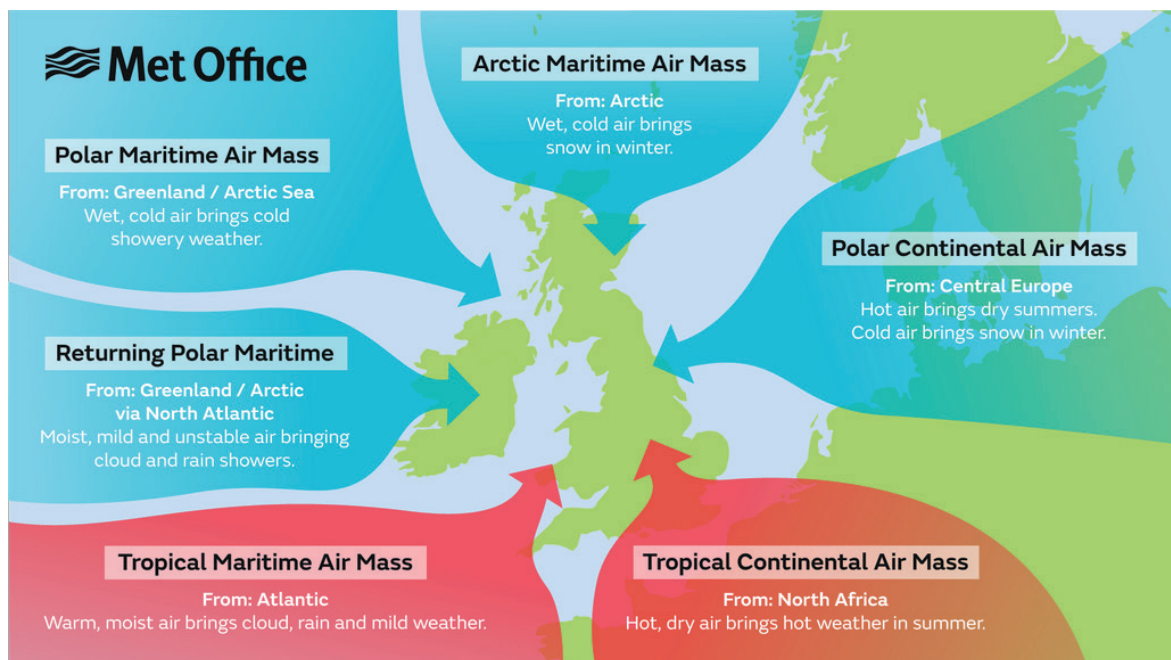 Met Office
Arctic Maritime Air Mass
From: Arctic
Wet, cold air brings
snow in winter.
Polar Maritime Air Mass
From: Greenland / Arctic Sea
Wet, cold air brings cold
showery weather.
Polar Continental Air Mass
From: Central Europe
Hot air brings dry summers.
Cold air brings snow in winter.
Returning Polar Maritime
From: Greenland / Arctic
via North Atlantic
Moist, mild and unstable air bringing
cloud and rain showers.
Tropical Maritime Air Mass
From: Atlantic
Warm, moist air brings cloud, rain and mild weather.
Tropical Continental Air Mass
From: North Africa
Hot, dry air brings hot weather in summer.